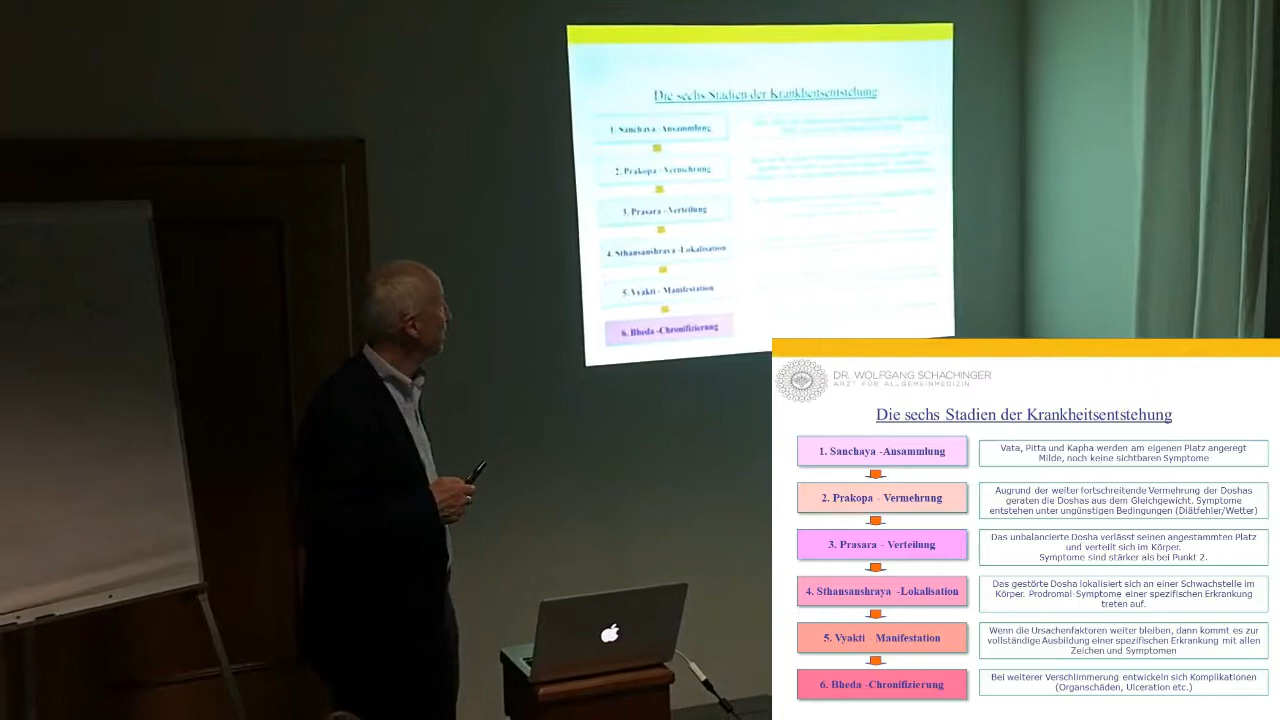 Die sechs Stadien der Krankheitsentstehung
1. Sanchaya -Ansammlung
2. Prakopa - Vermehrung
3. Prasara - Verteilung
4. Sthansanshraya -Lokalisation
5. Vyakti - Manifestation
6. Bheda -Chronifizierung
DR. WOLFGANG SCHACHINGER
ARZT FÜR ALLGEMEINMEDIZIN
Die sechs Stadien der Krankheitsentstehung
1. Sanchaya -Ansammlung
Vata, Pitta und Kapha werden am eigenen Platz angeregt
Milde, noch keine sichtbaren Symptome
2. Prakopa - Vermehrung
Augrund der weiter fortschreitende Vermehrung der Doshas
geraten die Doshas aus dem Gleichgewicht. Symptome
entstehen unter ungünstigen Bedingungen (Diätfehler/Wetter)
3. Prasara - Verteilung
Das unbalancierte Dosha verlässt seinen angestammten Platz
und verteilt sich im Körper.
Symptome sind stärker als bei Punkt 2.
4. Sthansanshraya -Lokalisation
Das gestörte Dosha lokalisiert sich an einer Schwachstelle im
Körper. Prodromal-Symptome einer spezifischen Erkrankung
treten auf.
5. Vyakti - Manifestation
Wenn die Ursachenfaktoren weiter bleiben, dann kommt es zur
vollständige Ausbildung einer spezifischen Erkrankung mit allen
Zeichen und Symptomen
6. Bheda -Chronifizierung
Bei weiterer Verschlimmerung entwickeln sich Komplikationen
(Organschäden, Ulceration etc.)